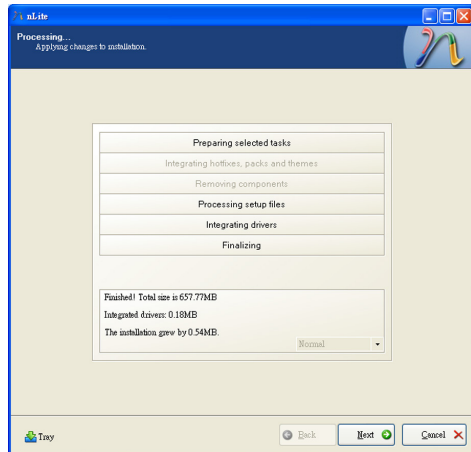 nLite
Processing...
Applying changes to installation.
Preparing selected tasks
Integrating hotfixes, packs and themes
Removing components
Processing setup files
Integrating drivers
Finalizing
Finished! Total size is 657.77MB
Integrated drivers: 0.18MB
The installation grew by 0.54MB.
Normal
Tray
Back
Next
Cancel